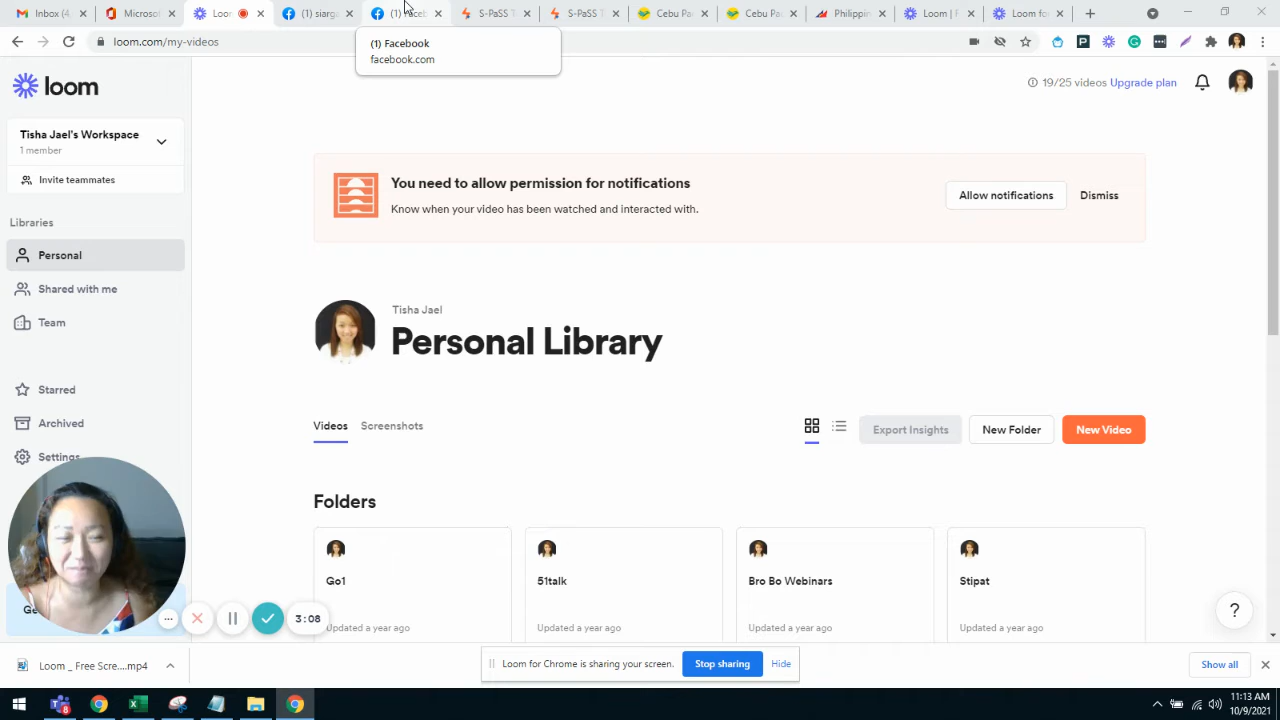 Inbox
Microsof
Loo
(1) siarga
(1) Faceb
S-PaSS T
S-PaSS T
Cebu Pa
Cebu Pa
Philippin
Loom | F
Loom fo
loom.com/my-videos
(1) Facebook
facebook.com
loom
19/25 videos Upgrade plan
Tisha Jael's Workspace
1 member
Invite teammates
You need to allow permission for notifications
Know when your video has been watched and interacted with.
Allow notifications
Dismiss
Libraries
Personal
Shared with me
Team
Starred
Archived
Settings
Tisha Jael
Personal Library
Videos
Screenshots
Export Insights
New Folder
New Video
Folders
Go1
Updated a year ago
51talk
Updated a year ago
Bro Bo Webinars
Updated a year ago
Stipat
Updated a year ago
Ge
3:08
?
Loom _ Free Scre....mp4
Loom for Chrome is sharing your screen.
Stop sharing
Hide
Show all
11:13 AM
10/9/2021